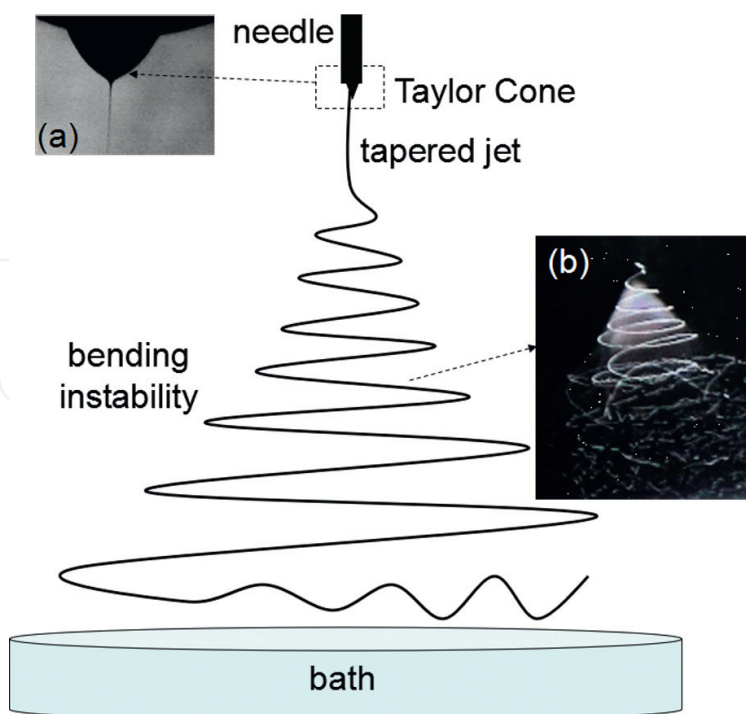 needle
(a)
Taylor Cone
tapered jet
(b)
bending
instability
bath